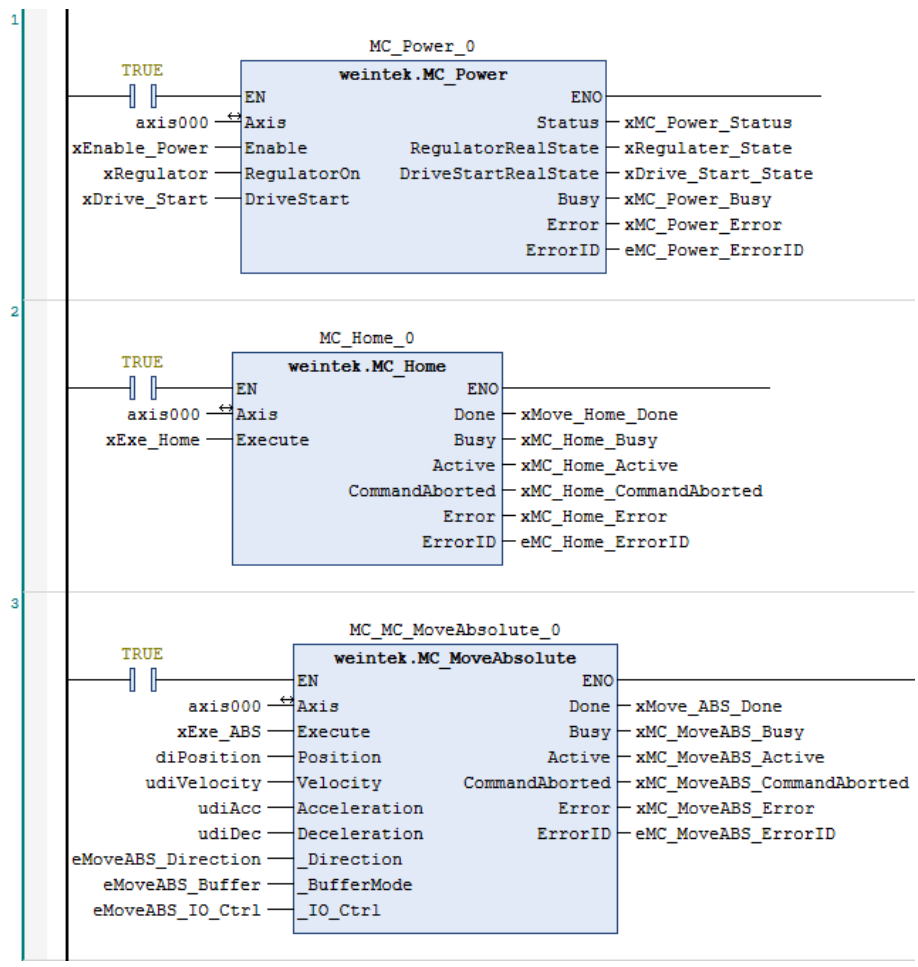 1
MC_Power_0
TRUE
weintek.MC_Power
EN ENO
axis000 Axis Status xMC_Power_Status
xEnable_Power Enable RegulatorRealState xRegulater_State
xRegulator RegulatorOn DriveStartRealState xDrive_Start_State
xDrive_Start DriveStart Busy xMC_Power_Busy
Error xMC_Power_Error
ErrorID eMC_Power_ErrorID
2
MC_Home_0
TRUE
weintek.MC_Home
EN ENO
axis000 Axis Done xMove_Home_Done
xExe_Home Execute Busy xMC_Home_Busy
Active xMC_Home_Active
CommandAborted xMC_Home_CommandAborted
Error xMC_Home_Error
ErrorID eMC_Home_ErrorID
3
MC_MC_MoveAbsolute_0
TRUE
weintek.MC_MoveAbsolute
EN ENO
axis000 Axis Done xMove_ABS_Done
xExe_ABS Execute Busy xMC_MoveABS_Busy
diPosition Position Active xMC_MoveABS_Active
udiVelocity Velocity CommandAborted xMC_MoveABS_CommandAborted
udiAcc Acceleration Error xMC_MoveABS_Error
udiDec Deceleration ErrorID eMC_MoveABS_ErrorID
eMoveABS_Direction _Direction
eMoveABS_Buffer _BufferMode
eMoveABS_IO_Ctrl _IO_Ctrl